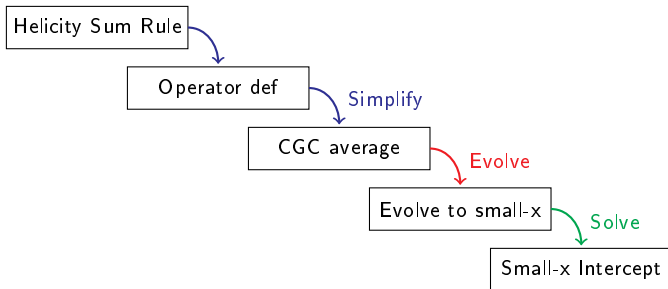 Helicity Sum Rule
Operator def
Simplify
CGC average
Evolve
Evolve to small-x
Solve
Small-x Intercept